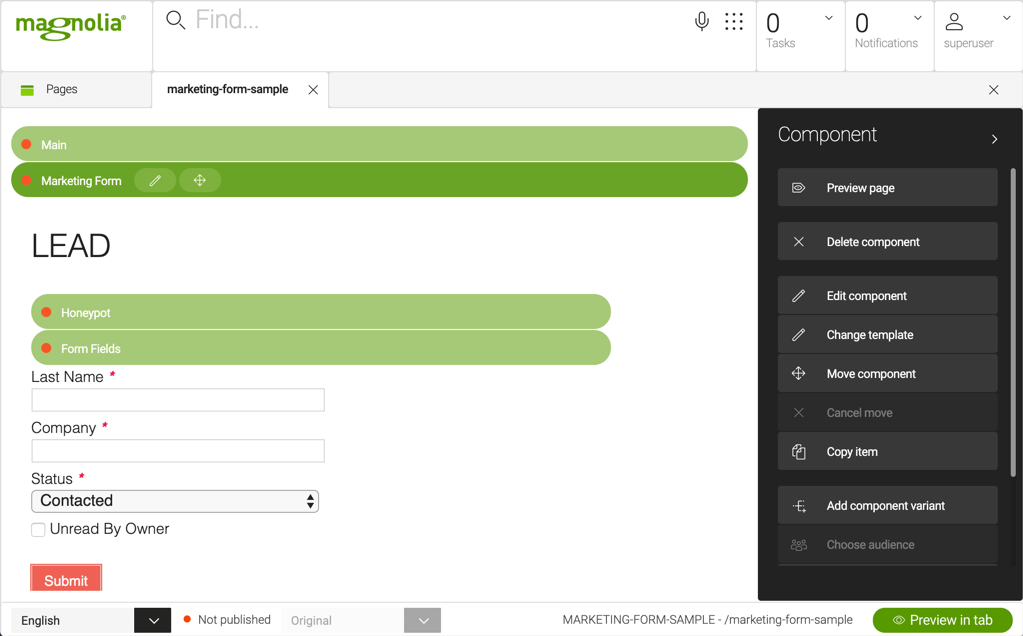 magnolia®
Find...
0
Tasks
0
Notifications
superuser
Pages
marketing-form-sample
Main
Marketing Form
LEAD
Honeypot
Form Fields
Last Name *
Company *
Status *
Contacted
Unread By Owner
Submit
Component
Preview page
Delete component
Edit component
Change template
Move component
Cancel move
Copy item
Add component variant
Choose audience
English
Not published
Original
MARKETING-FORM-SAMPLE - /marketing-form-sample
Preview in tab